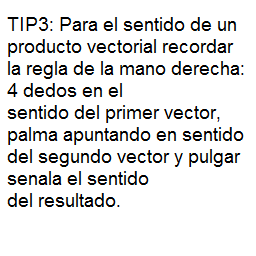 TIP3: Para el sentido de un
producto vectorial recordar
la regla de la mano derecha:
4 dedos en el
sentido del primer vector,
palma apuntando en sentido
del segundo vector y pulgar
senala el sentido
del resultado.